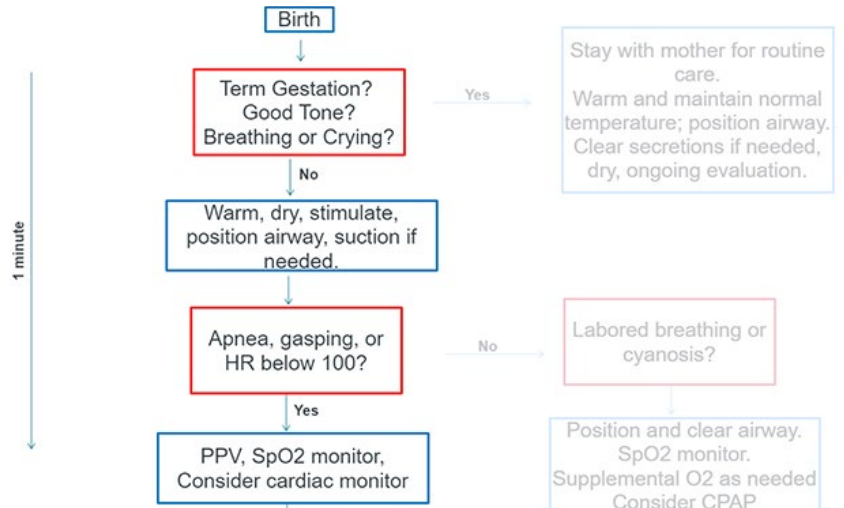 Birth
Term Gestation?
Good Tone?
Breathing or Crying?
Yes
Stay with mother for routine
care.
Warm and maintain normal
temperature; position airway.
Clear secretions if needed,
dry, ongoing evaluation.
No
1 minute
Warm, dry, stimulate,
position airway, suction if
needed.
Apnea, gasping, or
HR below 100?
No
Labored breathing or
cyanosis?
Yes
PPV, SpO2 monitor,
Consider cardiac monitor
Position and clear airway.
SpO2 monitor.
Supplemental O2 as needed
Consider CPAP